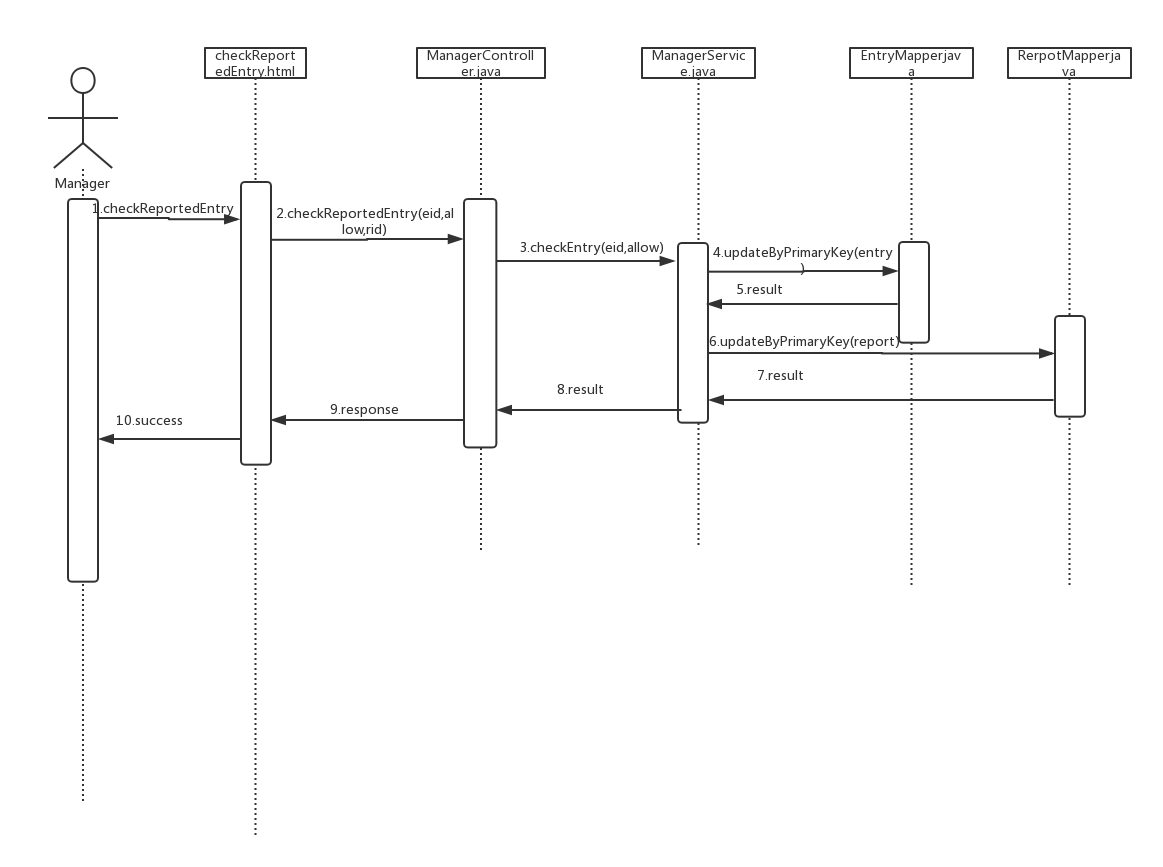 checkReport
edEntry.html
ManagerControll
er.java
ManagerServic
e.java
EntryMapperjav
a
RerpotMapperja
va
Manager
1.checkReportedEntry
2.checkReportedEntry(eid,al
low,rid)
3.checkEntry(eid,allow)
4.updateByPrimaryKey(entry
)
5.result
6.updateByPrimaryKey(report)
7.result
8.result
9.response
10.success